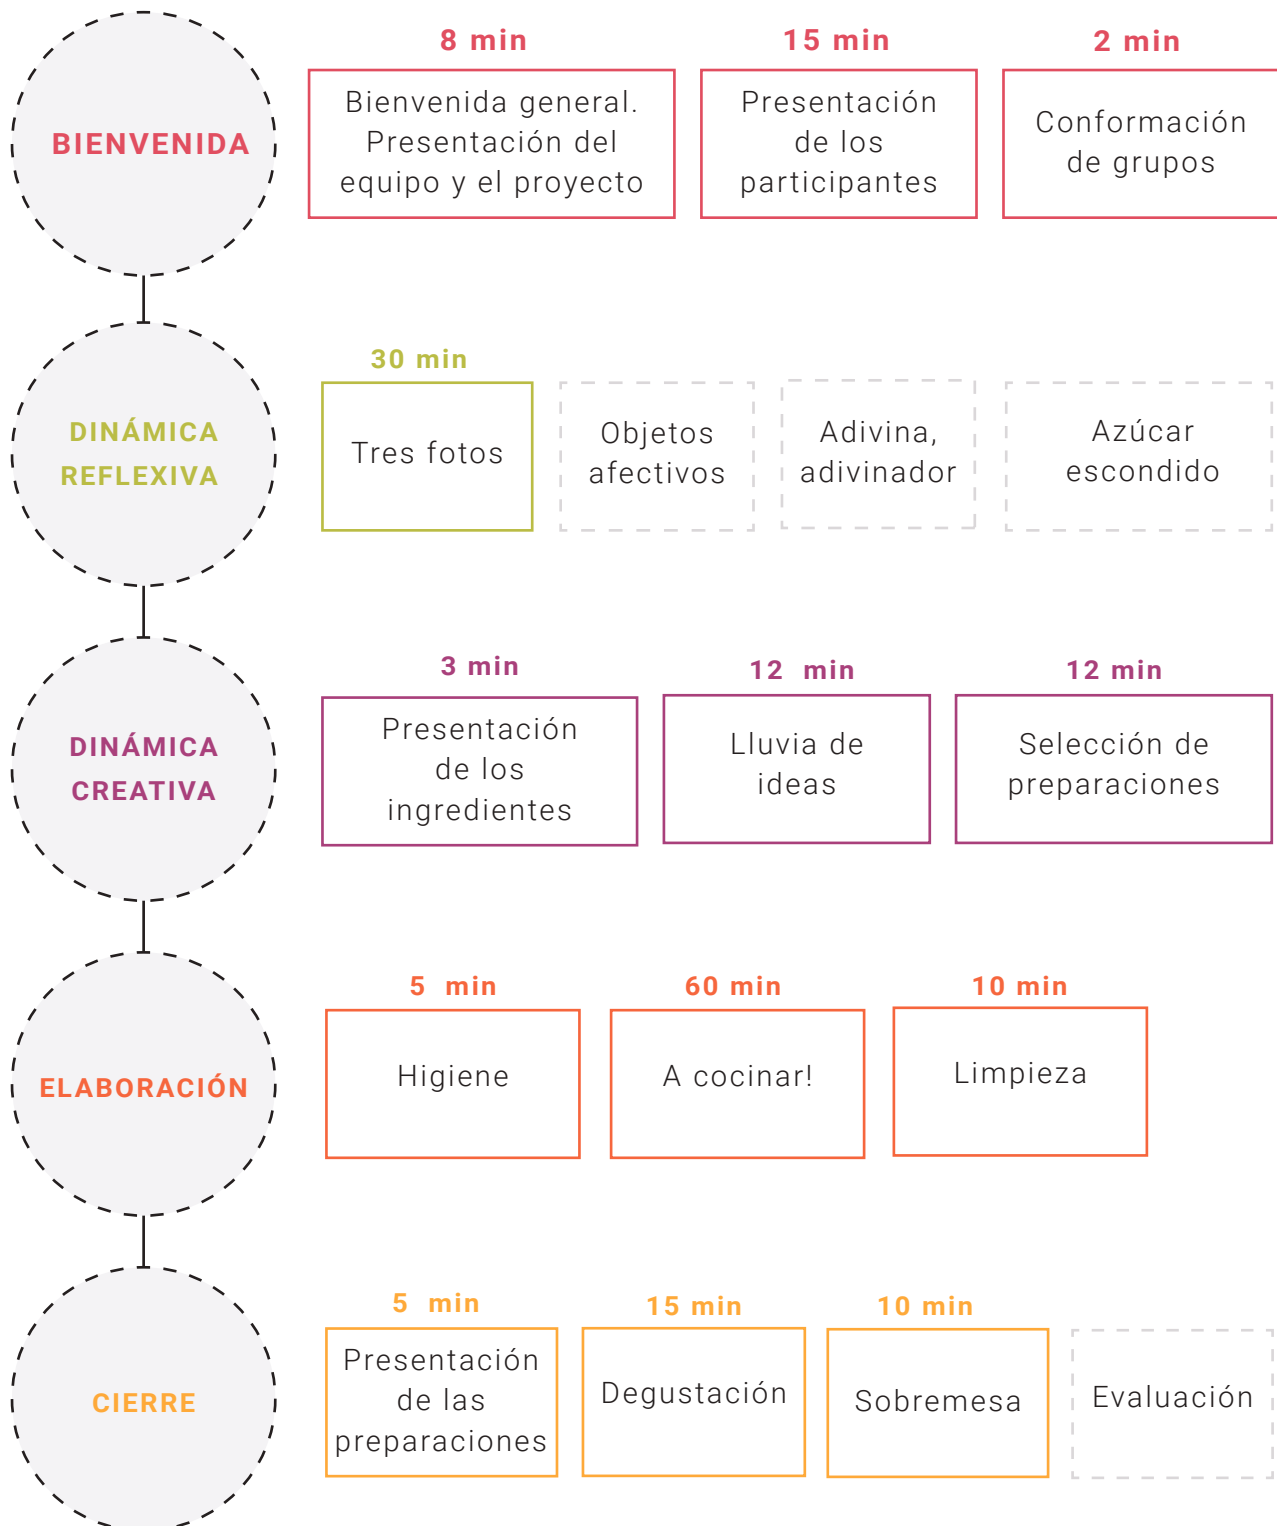 8 min
15 min
2 min
BIENVENIDA
Bienvenida general.
Presentación del
equipo y el proyecto
Presentación
de los
participantes
Conformación
de grupos
30 min
DINÁMICA
REFLEXIVA
Tres fotos
Objetos
afectivos
Adivina,
adivinador
Azúcar
escondido
3 min
12 min
12 min
DINÁMICA
CREATIVA
Presentación
de los
ingredientes
Lluvia de
ideas
Selección de
preparaciones
5 min
60 min
10 min
ELABORACIÓN
Higiene
A cocinar!
Limpieza
5 min
15 min
10 min
CIERRE
Presentación
de las
preparaciones
Degustación
Sobremesa
Evaluación